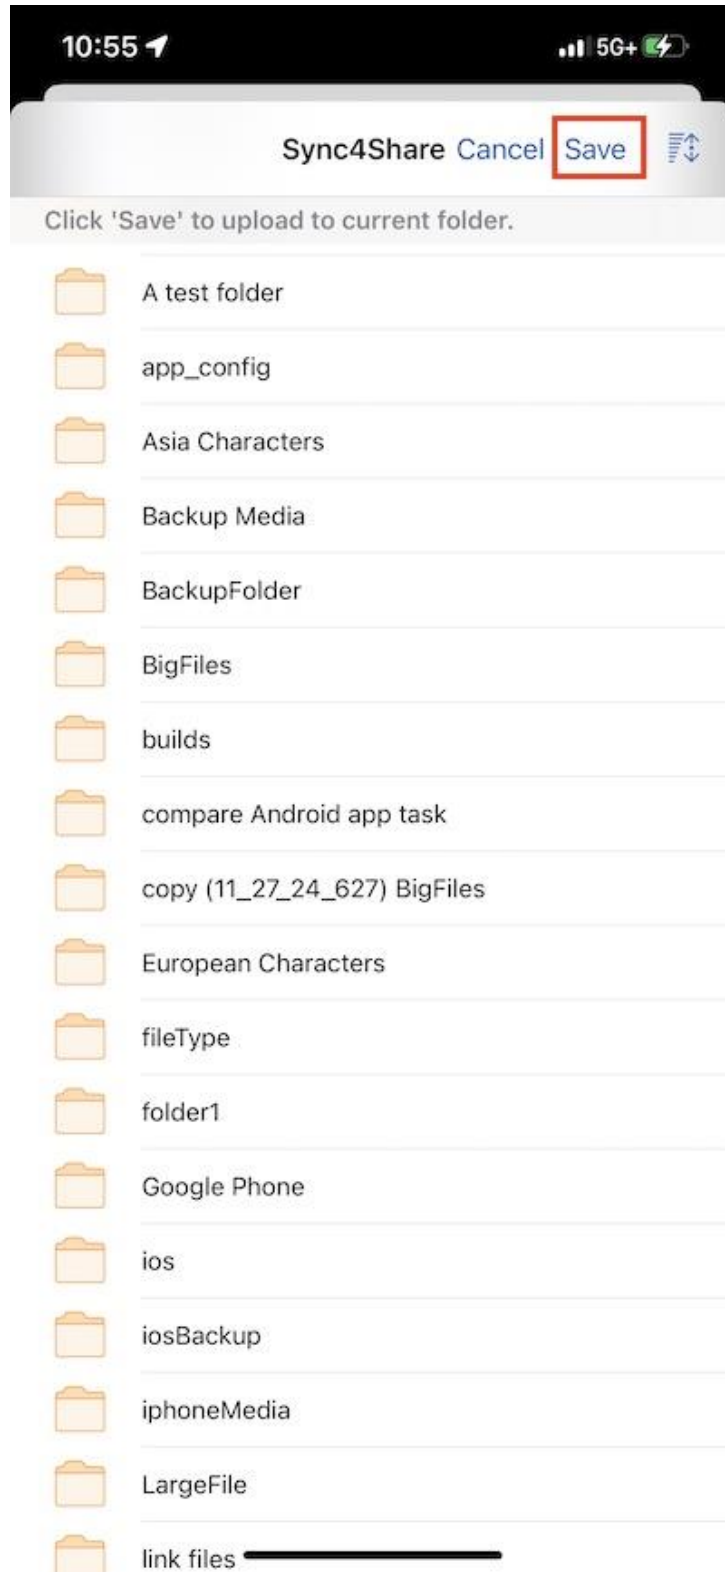 10:55 5G+
Sync4Share Cancel Save
Click 'Save' to upload to current folder.
A test folder
app_config
Asia Characters
Backup Media
BackupFolder
BigFiles
builds
compare Android app task
copy (11_27_24_627) BigFiles
European Characters
fileType
folder1
Google Phone
ios
iosBackup
iphoneMedia
LargeFile
link files